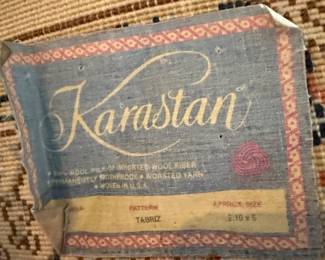 Karastan
100% WOOL PILE OF IMPORTED WOOL FIBER
PERMANENTLY MOTHPROOF • WORSTED YARN
• WOVEN IN U.S.A.
PATTERN APPROX. SIZE
TABRIZ 2.10 x 5